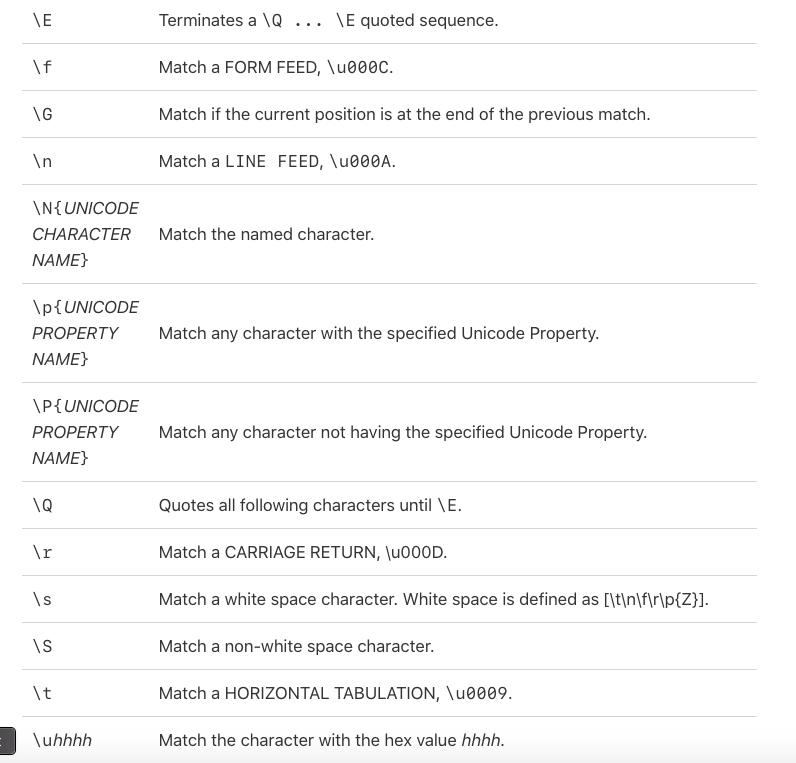 \E Terminates a \Q ... \E quoted sequence.
\f Match a FORM FEED, \u000C.
\G Match if the current position is at the end of the previous match.
\n Match a LINE FEED, \u000A.
\N{UNICODE
CHARACTER Match the named character.
NAME}
\p{UNICODE
PROPERTY Match any character with the specified Unicode Property.
NAME}
\P{UNICODE
PROPERTY Match any character not having the specified Unicode Property.
NAME}
\Q Quotes all following characters until \E.
\r Match a CARRIAGE RETURN, \u000D.
\s Match a white space character. White space is defined as [\t\n\f\r\p{Z}].
\S Match a non-white space character.
\t Match a HORIZONTAL TABULATION, \u0009.
\uhhhh Match the character with the hex value hhhh.